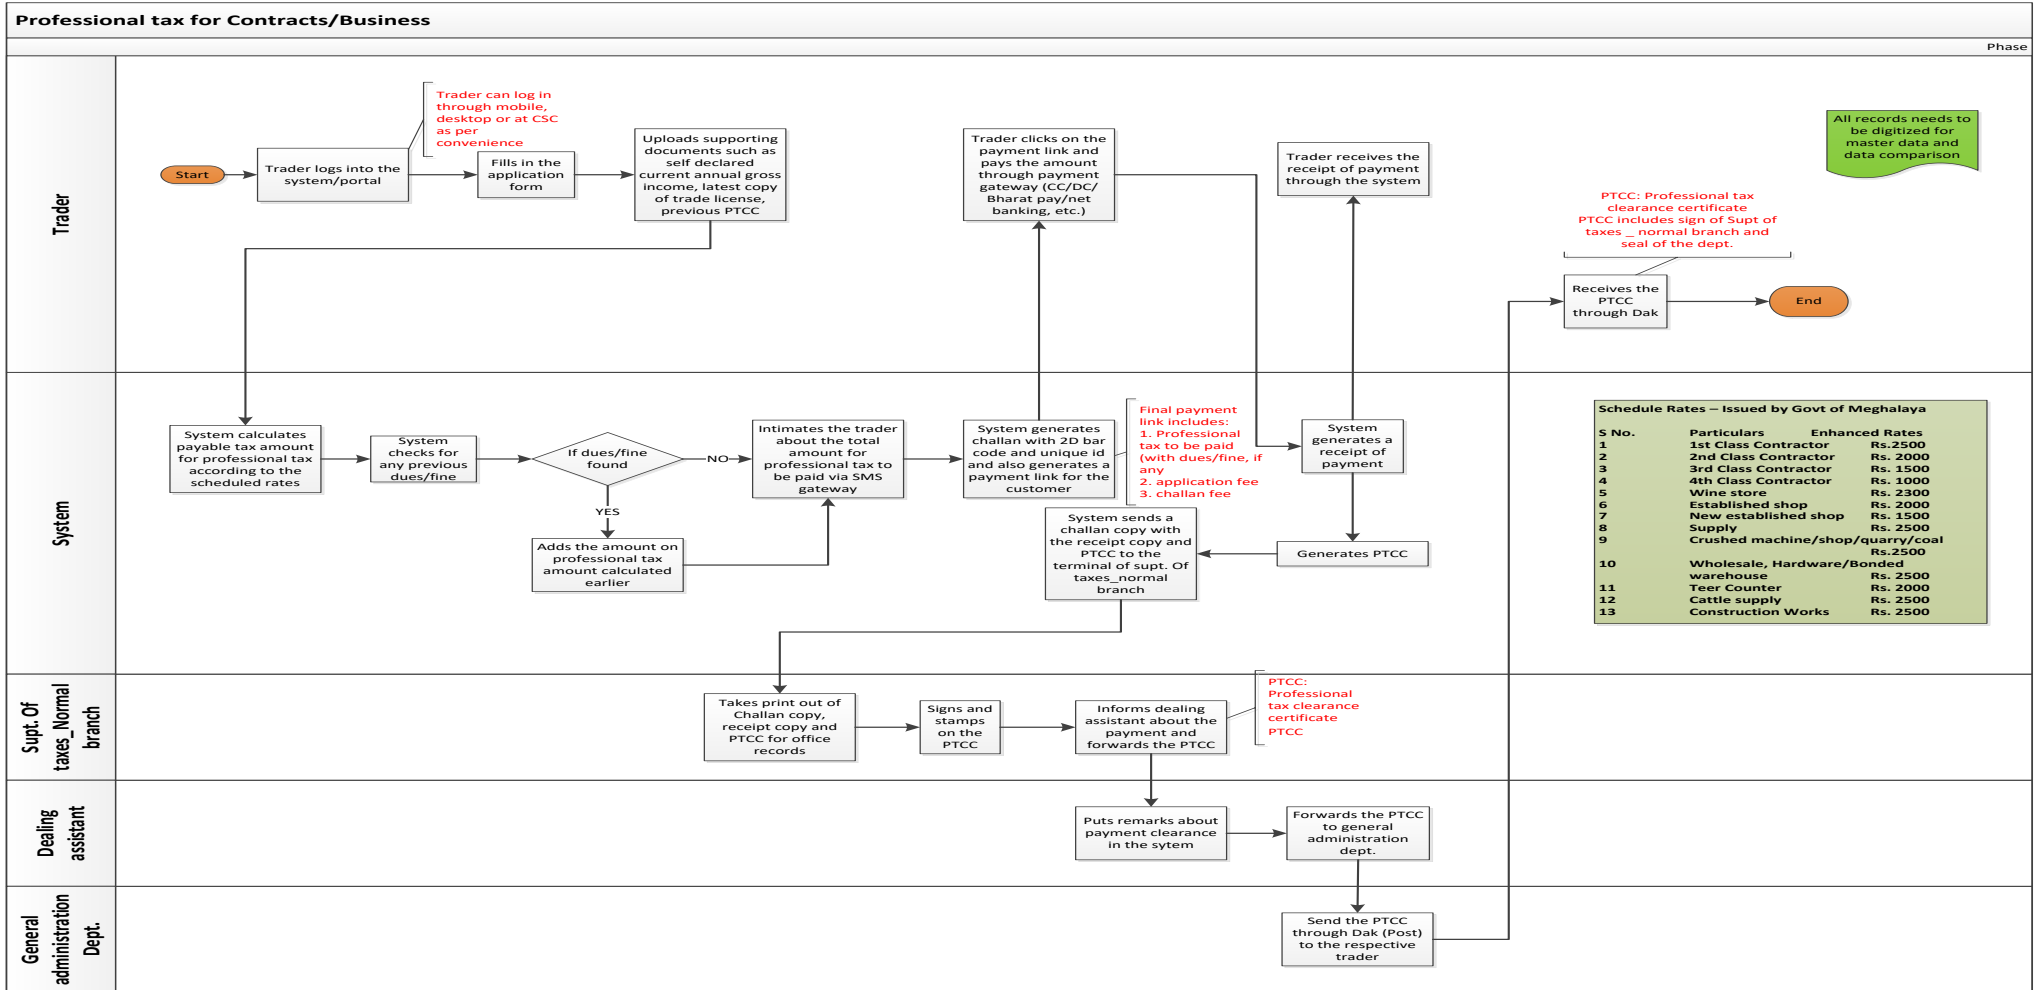 Professional tax for Contracts/Business
Phase
Trader
Start
Trader logs into the
system/portal
Trader can log in
through mobile,
desktop or at CSC
as per
convenience
Fills in the
application
form
Uploads supporting
documents such as
self declared
current annual gross
income, latest copy
of trade license,
previous PTCC
Trader clicks on the
payment link and
pays the amount
through payment
gateway (CC/DC/
Bharat pay/net
banking, etc.)
Trader receives the
receipt of payment
through the system
All records needs to
be digitized for
master data and
data comparison
PTCC: Professional tax
clearance certificate
PTCC includes sign of Supt of
taxes _ normal branch and
seal of the dept.
Receives the
PTCC
through Dak
End
System
System calculates
payable tax amount
for professional tax
according to the
scheduled rates
System
checks for
any previous
dues/fine
If dues/fine
found
NO
YES
Adds the amount on
professional tax
amount calculated
earlier
Intimates the trader
about the total
amount for
professional tax to
be paid via SMS
gateway
System generates
challan with 2D bar
code and unique id
and also generates a
payment link for the
customer
Final payment
link includes:
1. Professional
tax to be paid
(with dues/fine, if
any
2. application fee
3. challan fee
System
generates a
receipt of
payment
Generates PTCC
System sends a
challan copy with
the receipt copy and
PTCC to the
terminal of supt. Of
taxes_normal
branch
Schedule Rates – Issued by Govt of Meghalaya
S No. Particulars Enhanced Rates
1 1st Class Contractor Rs.2500
2 2nd Class Contractor Rs. 2000
3 3rd Class Contractor Rs. 1500
4 4th Class Contractor Rs. 1000
5 Wine store Rs. 2300
6 Established shop Rs. 2000
7 New established shop Rs. 1500
8 Supply Rs. 2500
9 Crushed machine/shop/quarry/coal
Rs.2500
10 Wholesale, Hardware/Bonded
warehouse Rs. 2500
11 Teer Counter Rs. 2000
12 Cattle supply Rs. 2500
13 Construction Works Rs. 2500
Supt. Of
taxes_Normal
branch
Takes print out of
Challan copy,
receipt copy and
PTCC for office
records
Signs and
stamps
on the
PTCC
Informs dealing
assistant about the
payment and
forwards the PTCC
PTCC:
Professional
tax clearance
certificate
PTCC
Dealing
assistant
Puts remarks about
payment clearance
in the sytem
Forwards the PTCC
to general
administration
dept.
General
administration
Dept.
Send the PTCC
through Dak (Post)
to the respective
trader